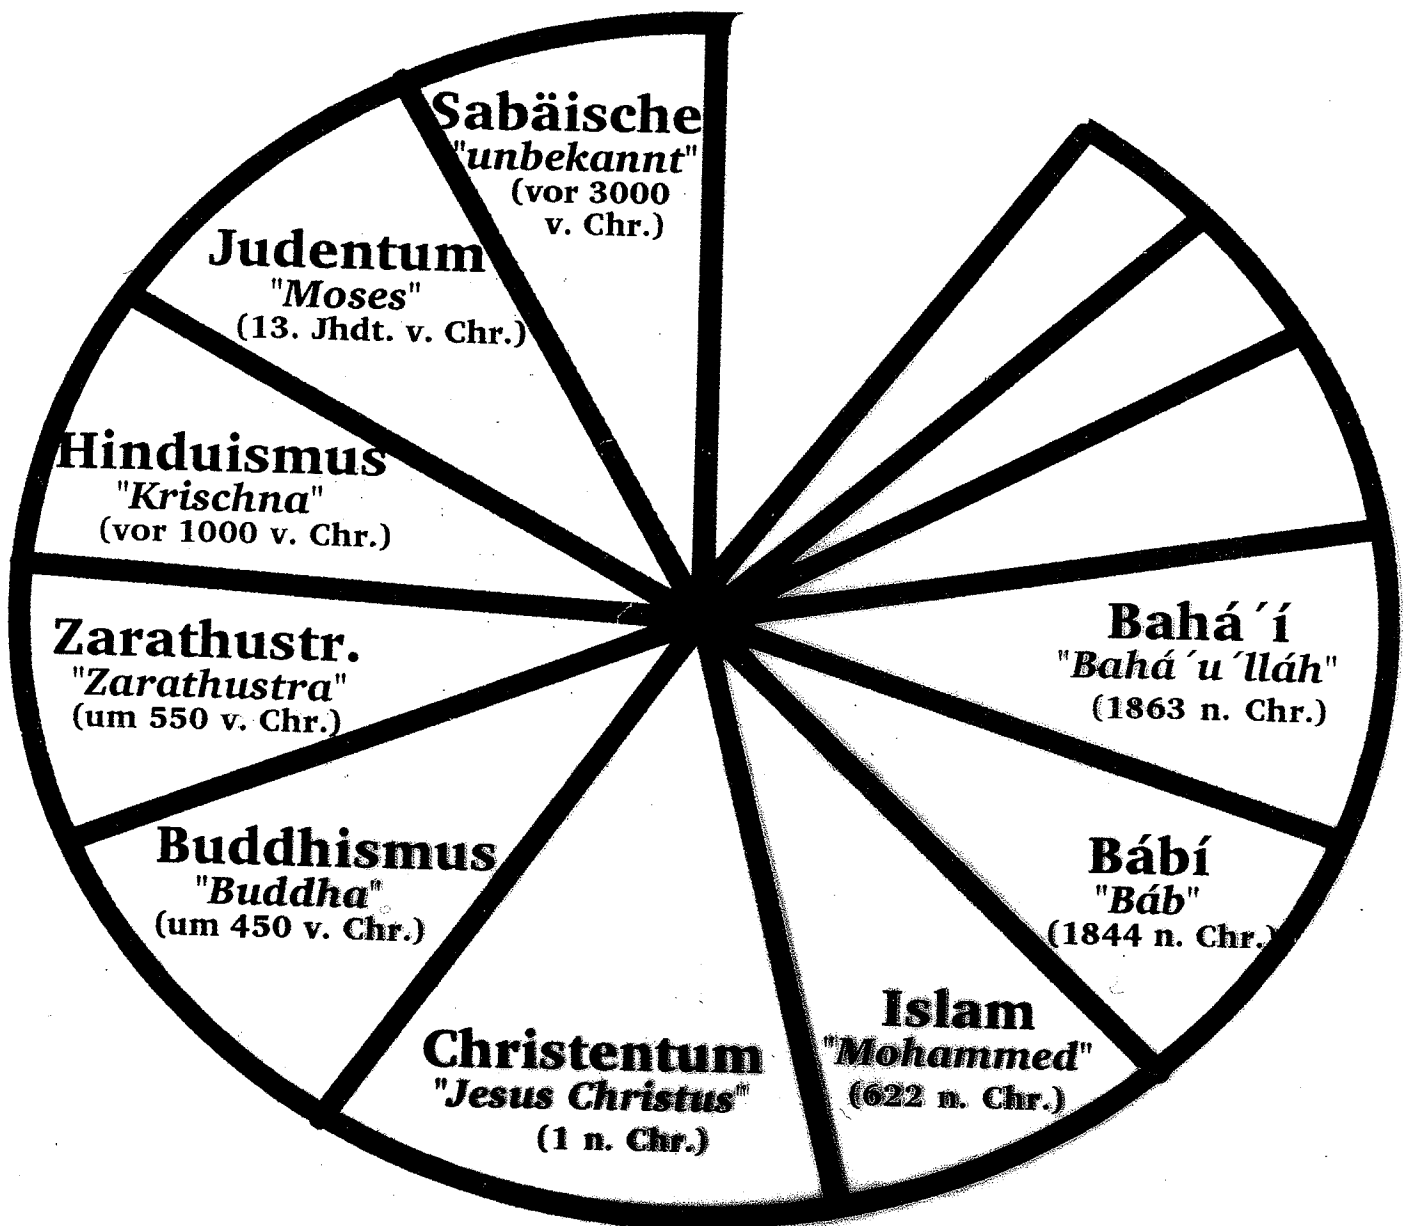 Sabäische
"unbekannt"
(vor 3000
v. Chr.)
Judentum
"Moses"
(13. Jhdt. v. Chr.)
Hinduismus
"Krischna"
(vor 1000 v. Chr.)
Zarathustr.
"Zarathustra"
(um 550 v. Chr.)
Buddhismus
"Buddha"
(um 450 v. Chr.)
Christentum
"Jesus Christus"
(1 n. Chr.)
Islam
"Mohammed"
(622 n. Chr.)
Bábí
"Báb"
(1844 n. Chr.)
Bahá´í
"Bahá´u´lláh"
(1863 n. Chr.)